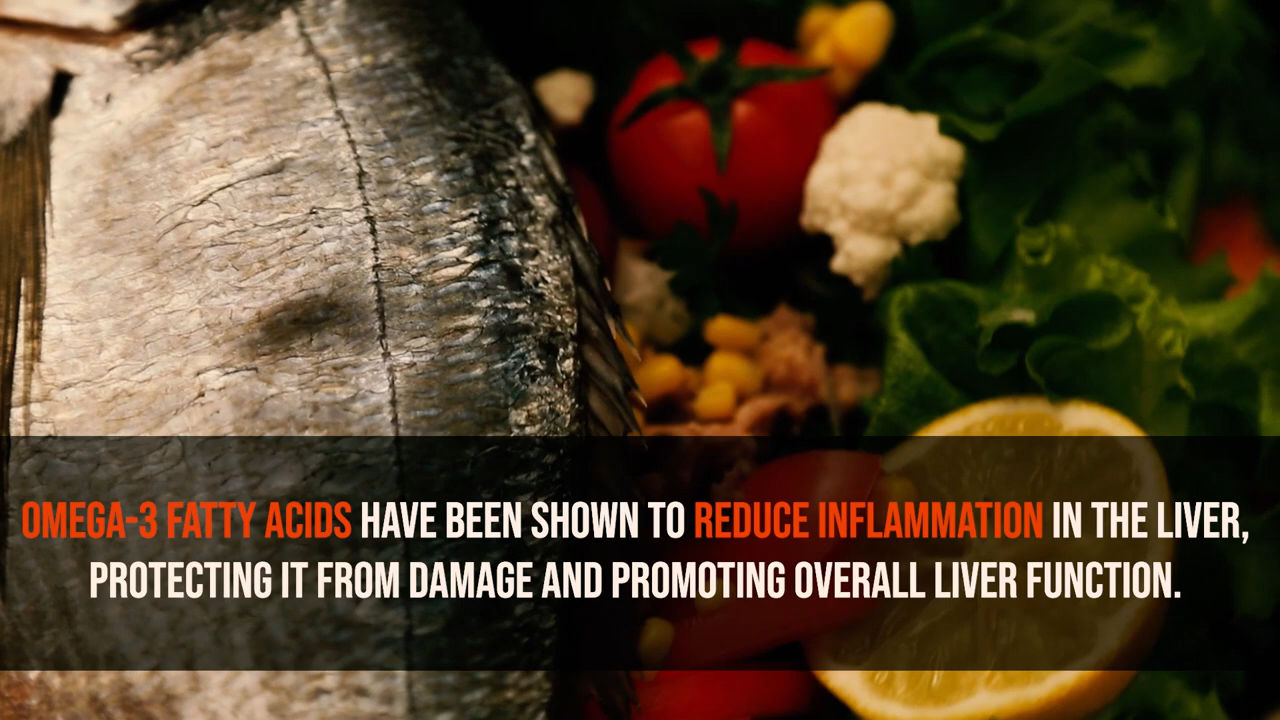 OMEGA-3 FATTY ACIDS HAVE BEEN SHOWN TO REDUCE INFLAMMATION IN THE LIVER,
PROTECTING IT FROM DAMAGE AND PROMOTING OVERALL LIVER FUNCTION.